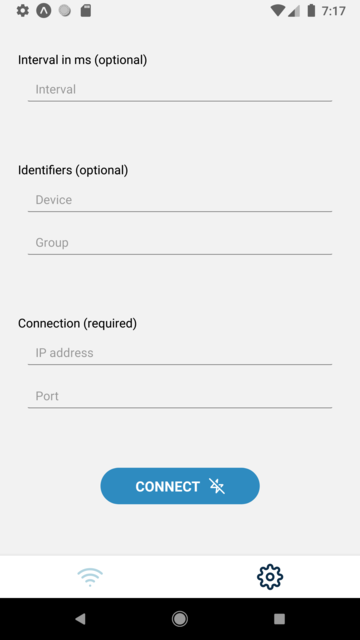 7:17
Interval in ms (optional)
Interval
Identifiers (optional)
Device
Group
Connection (required)
IP address
Port
CONNECT